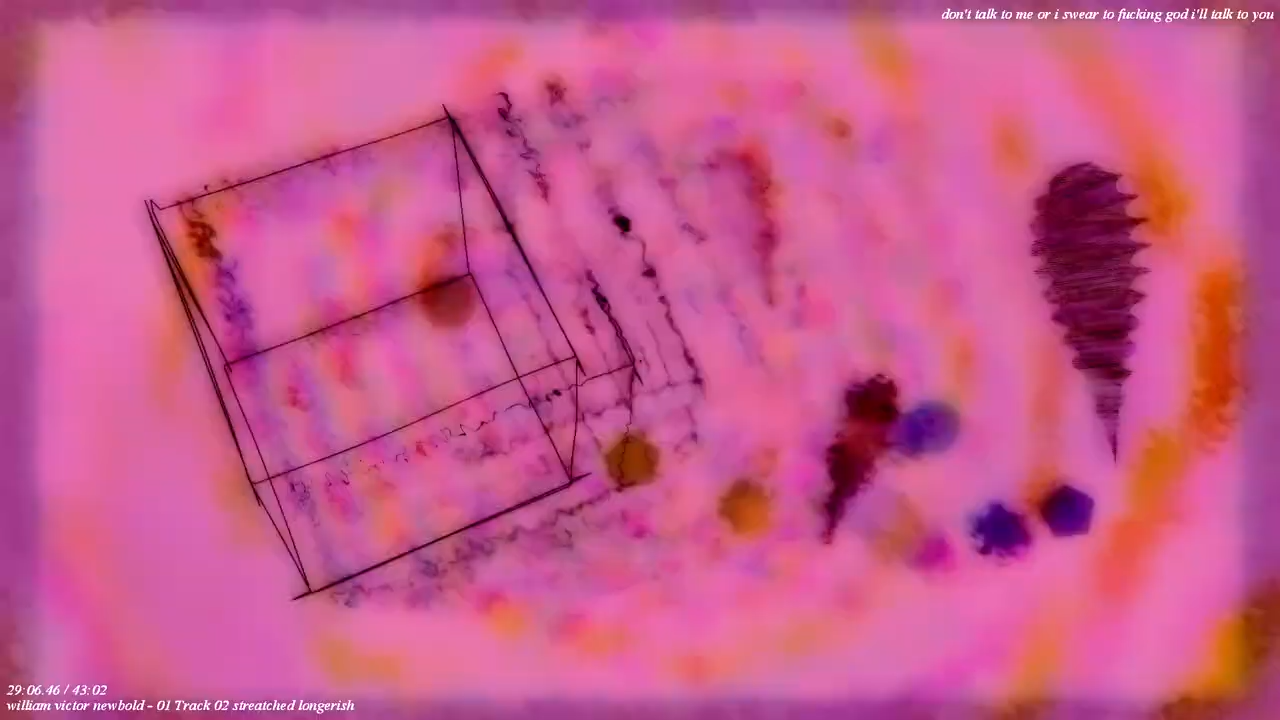 don't talk to me or i swear to fucking god i'll talk to you
29:06.46 / 43:02
william victor newbold - 01 Track 02 streatched longerish